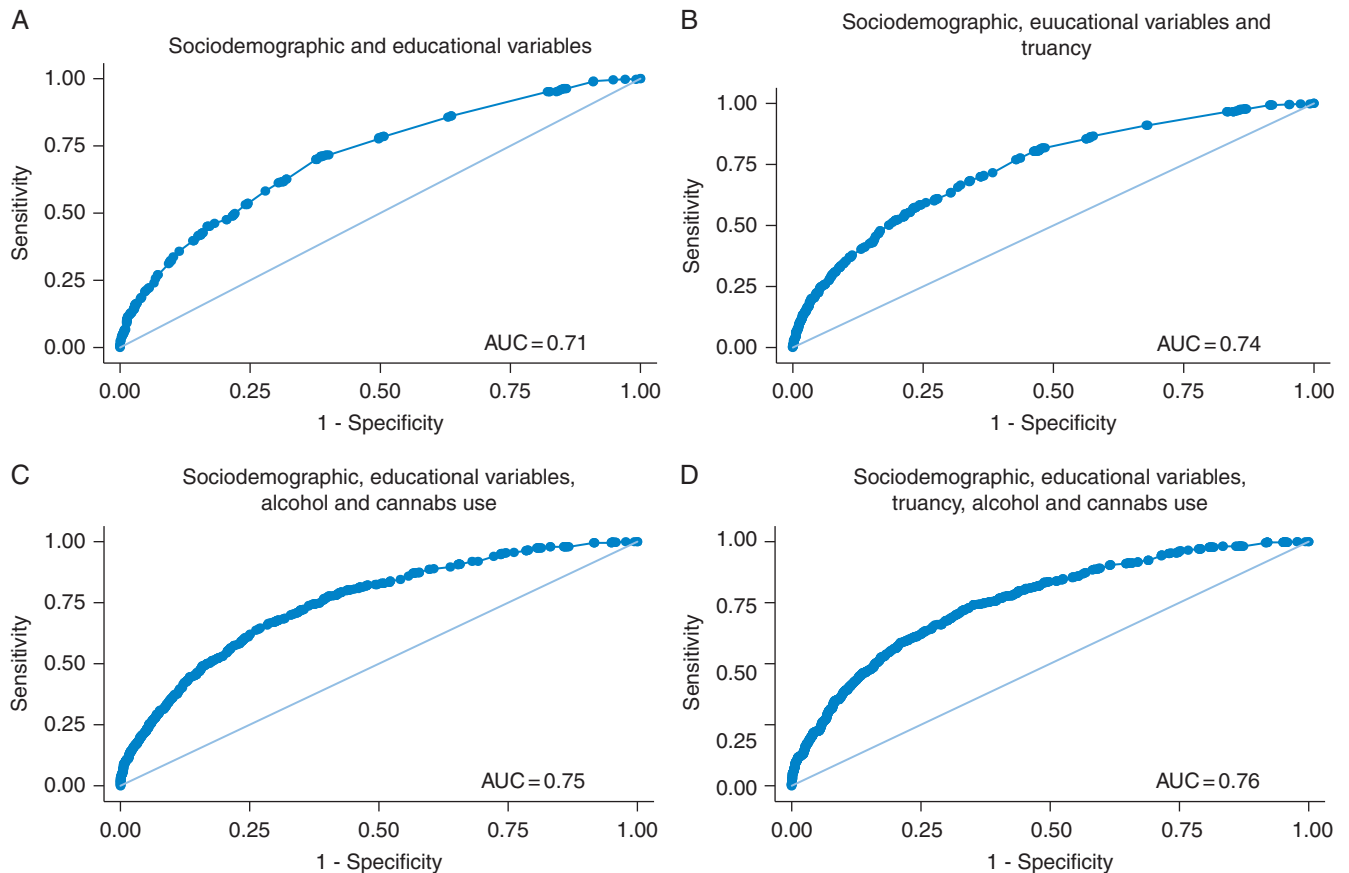 A
Sociodemographic and educational variables
1.00
0.75
0.50
0.25
0.00
Sensitivity
AUC = 0.71
0.00 0.25 0.50 0.75 1.00
1 - Specificity
B
Sociodemographic, euucational variables and
truancy
1.00
0.75
0.50
0.25
0.00
Sensitivity
AUC = 0.74
0.00 0.25 0.50 0.75 1.00
1 - Specificity
C
Sociodemographic, educational variables,
alcohol and cannabs use
1.00
0.75
0.50
0.25
0.00
Sensitivity
AUC = 0.75
0.00 0.25 0.50 0.75 1.00
1 - Specificity
D
Sociodemographic, educational variables,
truancy, alcohol and cannabs use
1.00
0.75
0.50
0.25
0.00
Sensitivity
AUC = 0.76
0.00 0.25 0.50 0.75 1.00
1 - Specificity